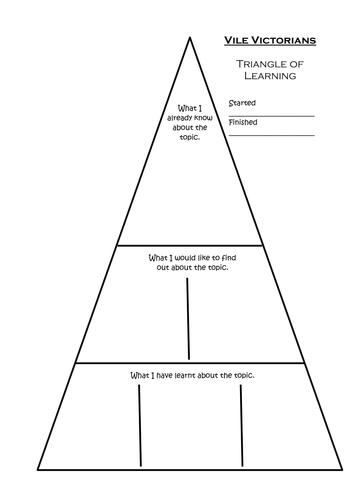 VILE VICTORIANS
TRIANGLE OF
LEARNING
Started
Finished
What I
already know
about the
topic.
What I would like to find
out about the topic.
What I have learnt about the topic.